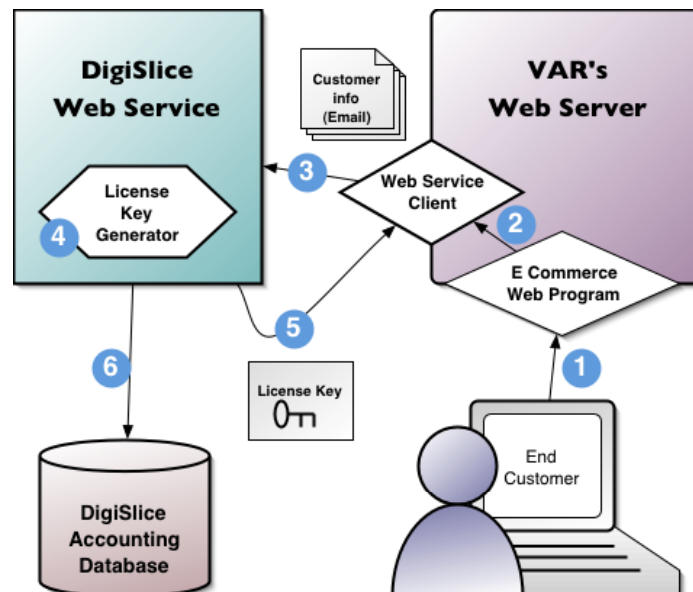 DigiSlice
Web Service
Customer
info
(Email)
VAR's
Web Server
3
Web Service
Client
License
Key
Generator
4
2
E Commerce
Web Program
5
6
1
License Key
End
Customer
DigiSlice
Accounting
Database